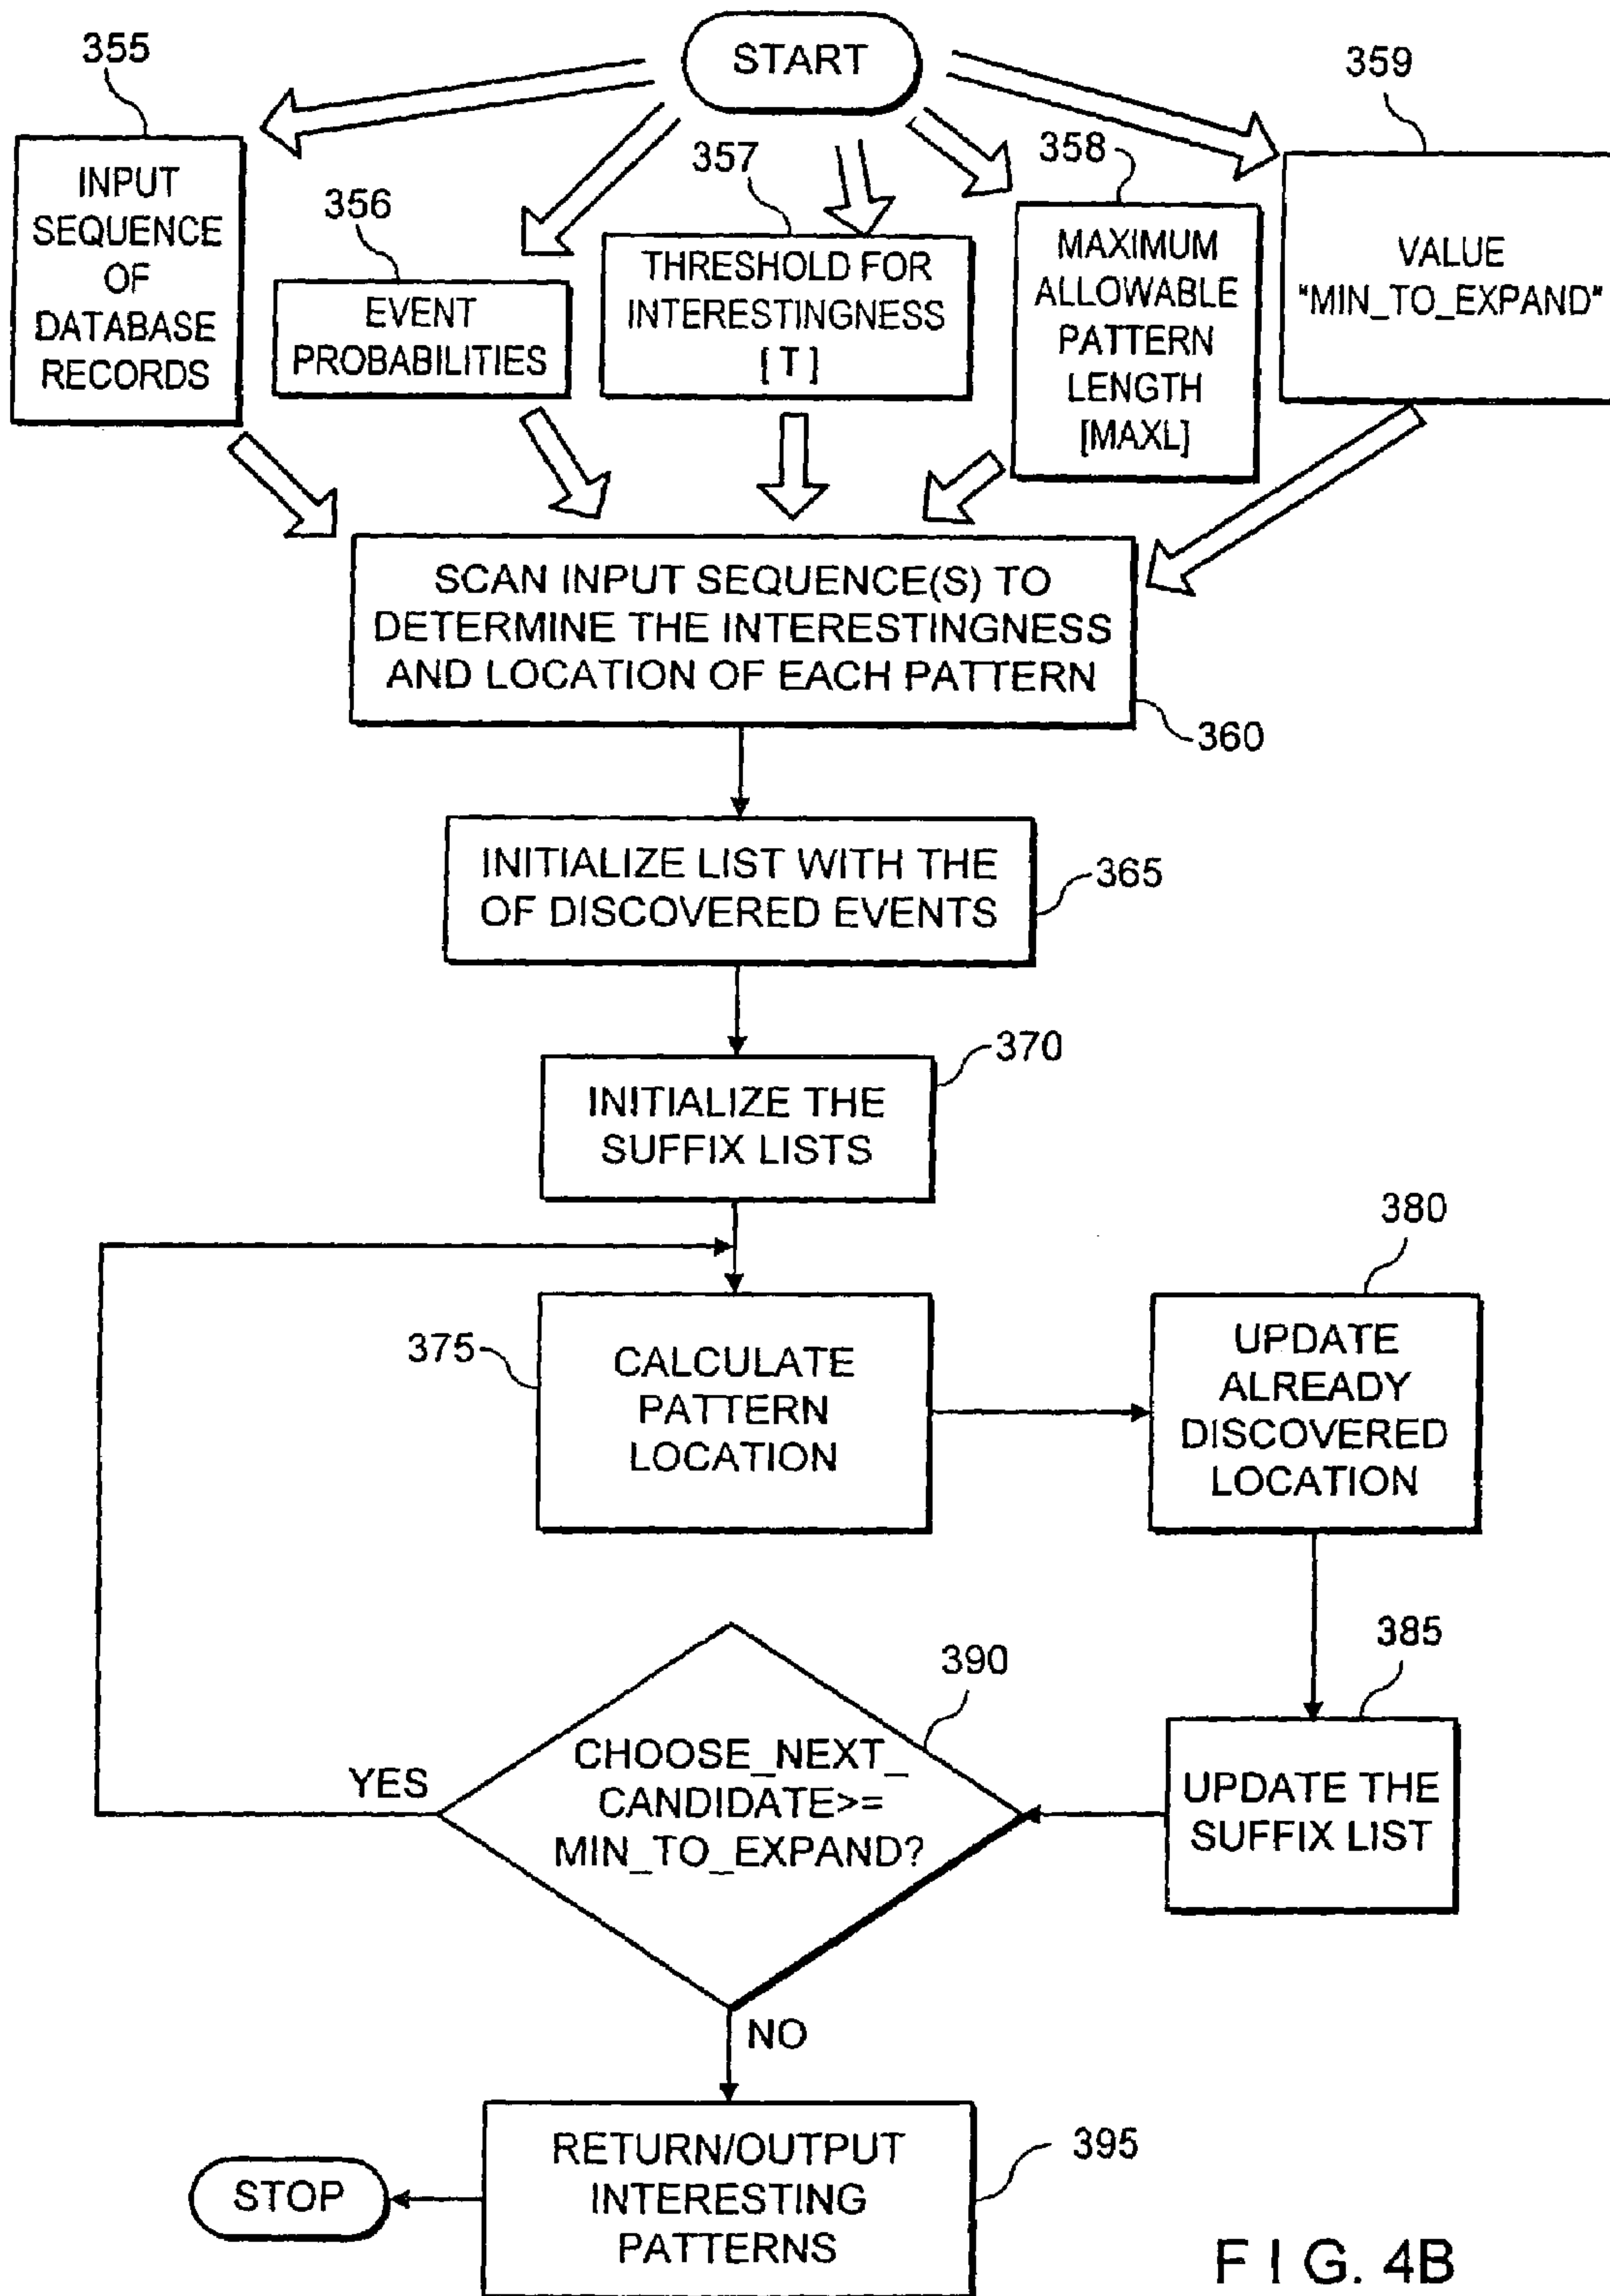 START
355
INPUT
SEQUENCE
OF
DATABASE
RECORDS
356
EVENT
PROBABILITIES
357
THRESHOLD FOR
INTERESTINGNESS
[ T ]
358
MAXIMUM
ALLOWABLE
PATTERN
LENGTH
[MAXL]
359
VALUE
"MIN_TO_EXPAND"
SCAN INPUT SEQUENCE(S) TO
DETERMINE THE INTERESTINGNESS
AND LOCATION OF EACH PATTERN
360
INITIALIZE LIST WITH THE
OF DISCOVERED EVENTS
365
INITIALIZE THE
SUFFIX LISTS
370
375
CALCULATE
PATTERN
LOCATION
380
UPDATE
ALREADY
DISCOVERED
LOCATION
385
UPDATE THE
SUFFIX LIST
390
CHOOSE_NEXT_
CANDIDATE>=
MIN_TO_EXPAND?
YES
NO
RETURN/OUTPUT
INTERESTING
PATTERNS
395
STOP
F I G. 4B